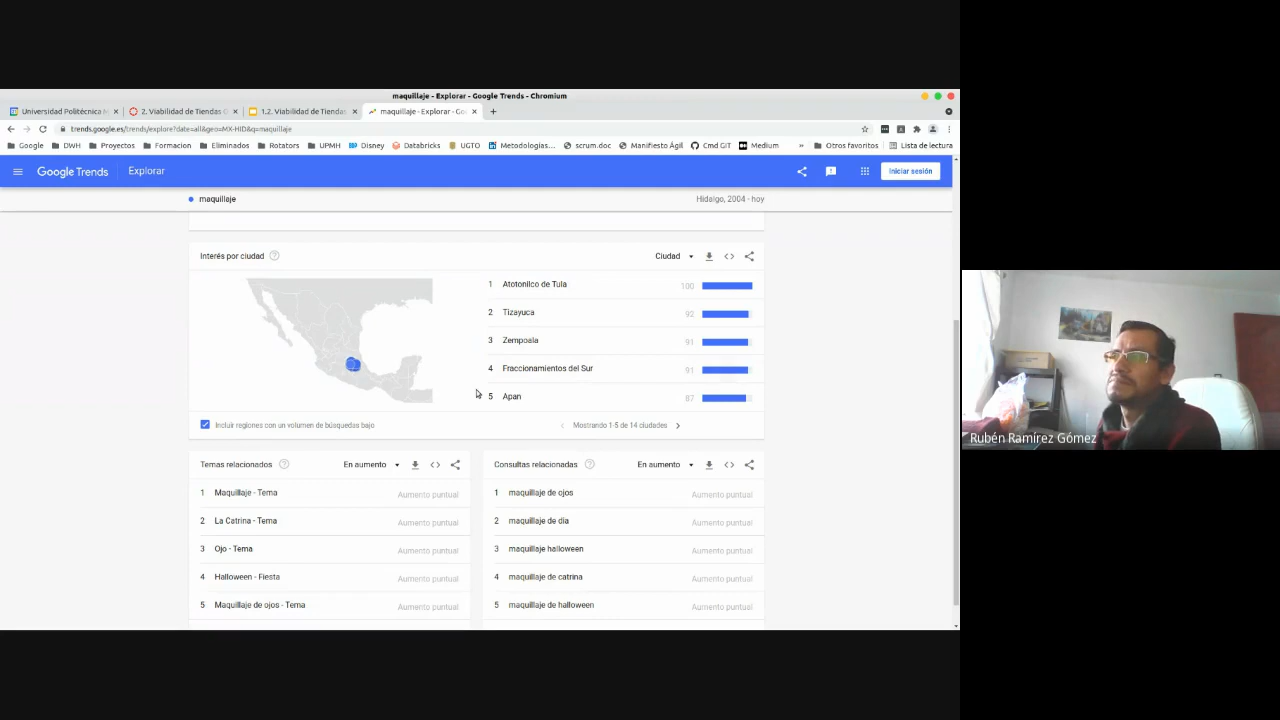 maquillaje - Explorar - Google Trends - Chromium
Universidad Politécnica
2. Viabilidad de Tiendas
1.2. Viabilidad de Tiendas
maquillaje - Explorar - Go
trends.google.es/trends/explore?date=all&geo=MX-HID&q=maquillaje
Google DWH Proyectos Formacion Eliminados Rotators UPMH Disney Databricks UGTO Metodologías... scrum.doc Manifiesto Ágil Cmd GIT Medium » Otros favoritos Lista de lectura
Google Trends Explorar Iniciar sesión
maquillaje Hidalgo, 2004 - hoy
Interés por ciudad Ciudad
1 Atotonilco de Tula 100
2 Tizayuca 92
3 Zempoala 91
4 Fraccionamientos del Sur 91
5 Apan 87
Incluir regiones con un volumen de búsquedas bajo Mostrando 1-5 de 14 ciudades
Temas relacionados En aumento
1 Maquillaje - Tema Aumento puntual
2 La Catrina - Tema Aumento puntual
3 Ojo - Tema Aumento puntual
4 Halloween - Fiesta Aumento puntual
5 Maquillaje de ojos - Tema Aumento puntual
Consultas relacionadas En aumento
1 maquillaje de ojos Aumento puntual
2 maquillaje de dia Aumento puntual
3 maquillaje halloween Aumento puntual
4 maquillaje de catrina Aumento puntual
5 maquillaje de halloween Aumento puntual
Rubén Ramírez Gómez